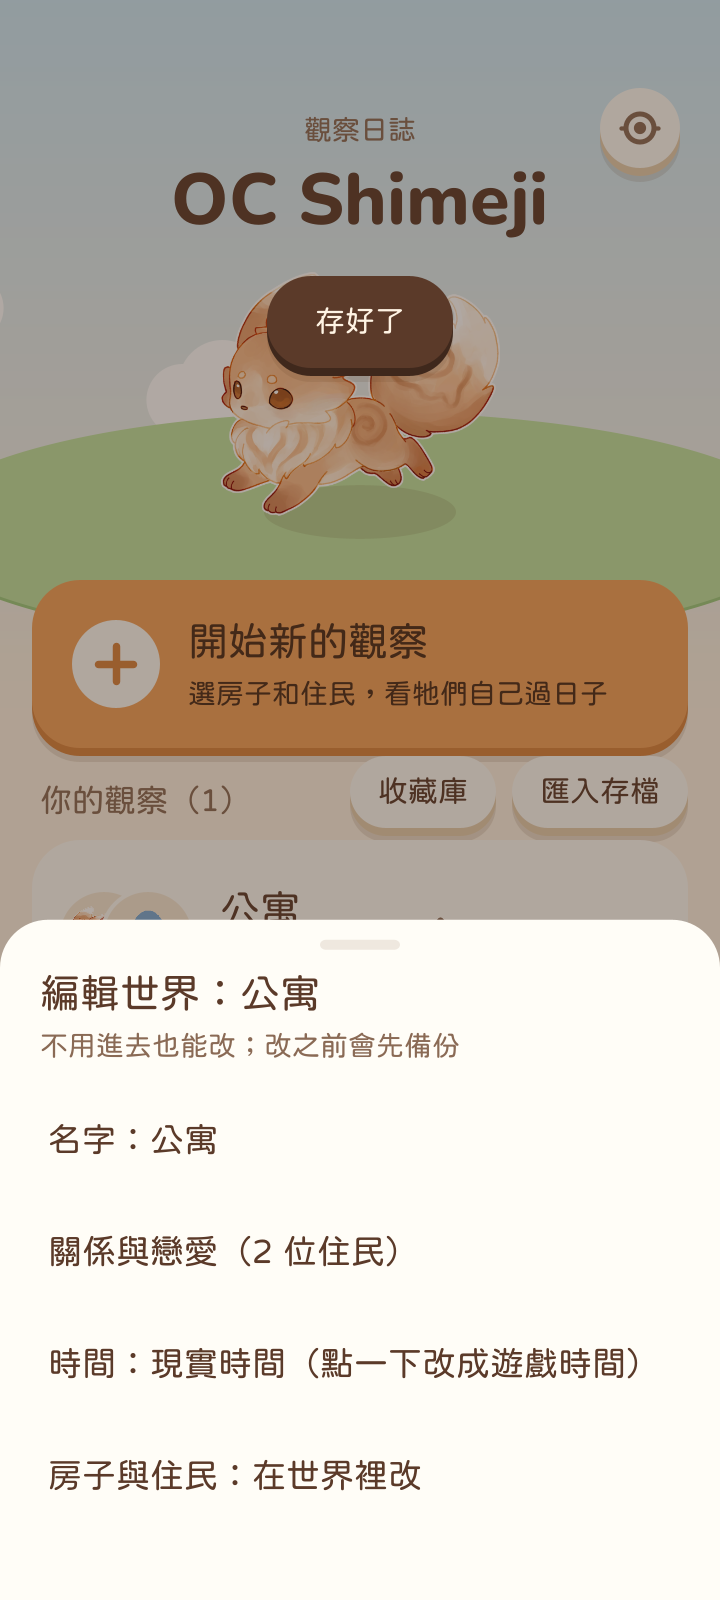 觀察日誌
OC Shimeji
存好了
開始新的觀察
選房子和住民，看牠們自己過日子
你的觀察（1）
收藏庫
匯入存檔
公寓
編輯世界：公寓
不用進去也能改；改之前會先備份
名字：公寓
關係與戀愛（2 位住民）
時間：現實時間（點一下改成遊戲時間）
房子與住民：在世界裡改